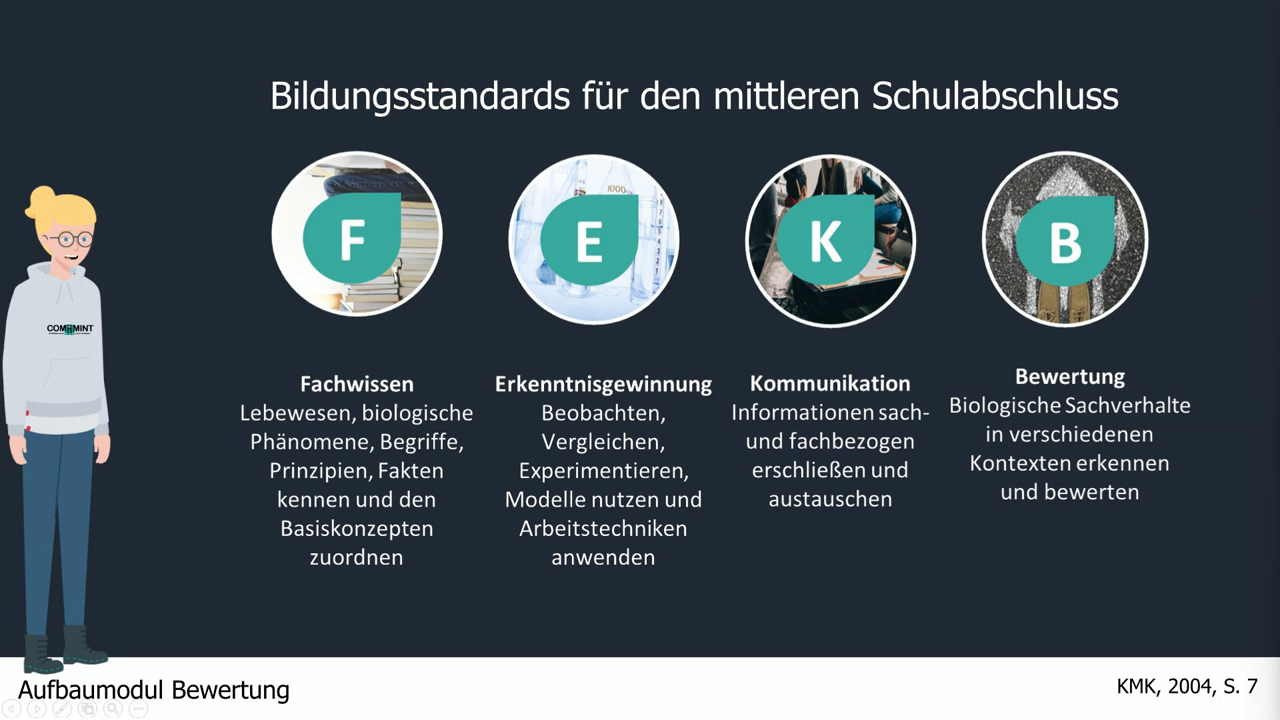 Bildungsstandards für den mittleren Schulabschluss
F
E
K
B
1000
COMeMINT
Fachwissen
Lebewesen, biologische
Phänomene, Begriffe,
Prinzipien, Fakten
kennen und den
Basiskonzepten
zuordnen
Erkenntnisgewinnung
Beobachten,
Vergleichen,
Experimentieren,
Modelle nutzen und
Arbeitstechniken
anwenden
Kommunikation
Informationen sach-
und fachbezogen
erschließen und
austauschen
Bewertung
Biologische Sachverhalte
in verschiedenen
Kontexten erkennen
und bewerten
Aufbaumodul Bewertung
KMK, 2004, S. 7